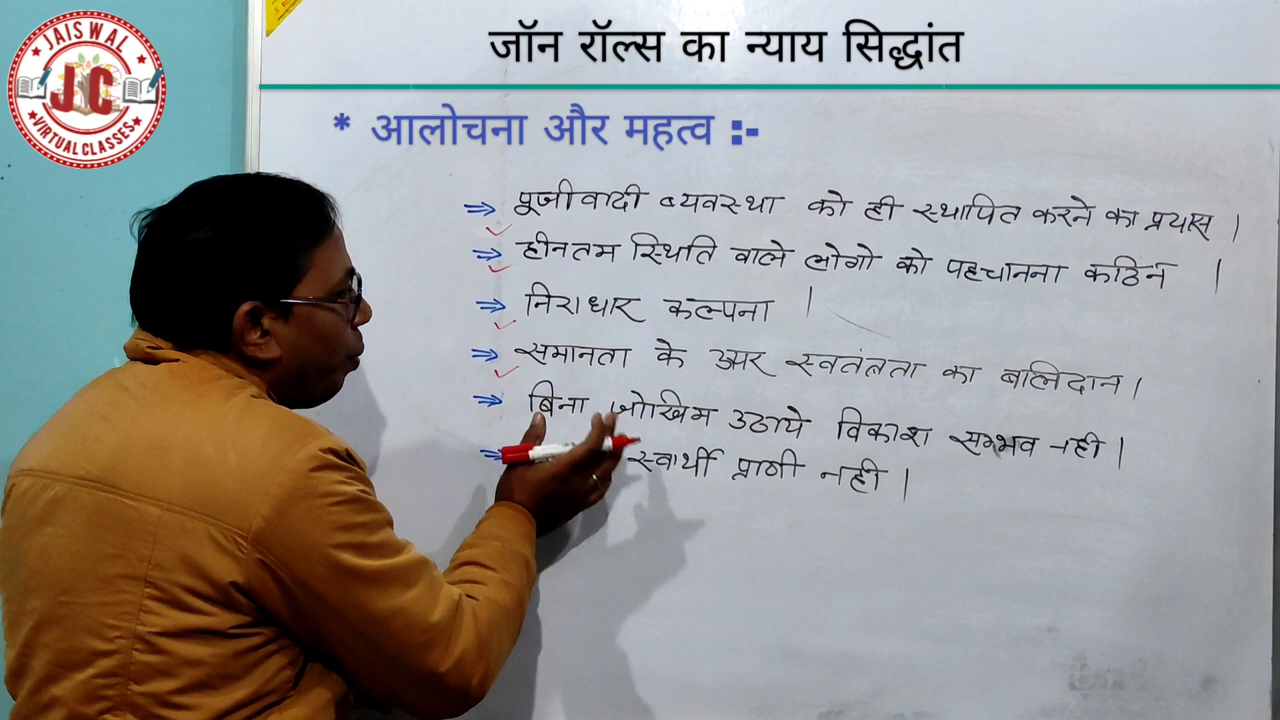 JAISWAL
JC
VIRTUAL CLASSES
जॉन रॉल्स का न्याय सिद्धांत
* आलोचना और महत्व :-
⇒ पूजीवादी व्यवस्था को ही स्थापित करने का प्रयास |
⇒ हीनतम स्थिति वाले लोगो को पहचानना कठिन |
⇒ निराधार कल्पना |
⇒ समानता के ऊपर स्वतंत्रता का बलिदान |
⇒ बिना जोखिम उठाये विकाश सम्भव नही |
⇒ स्वार्थी प्राणी नही |